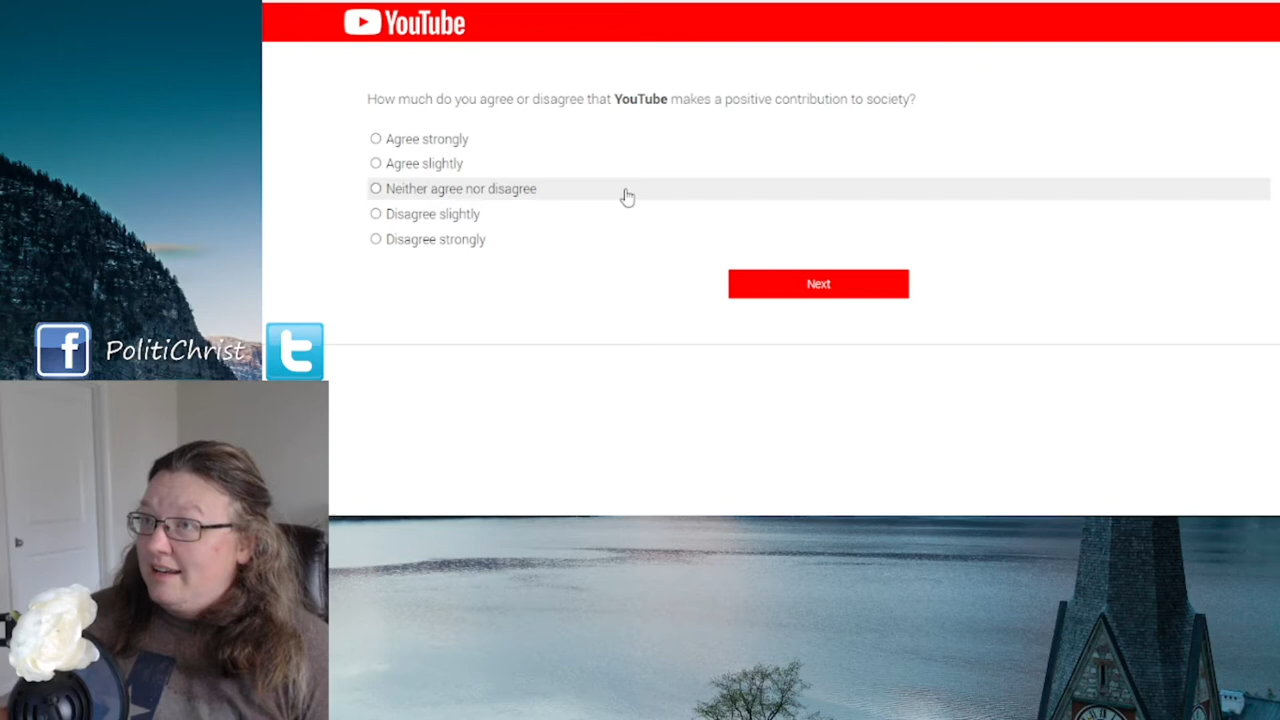 YouTube
How much do you agree or disagree that YouTube makes a positive contribution to society?
Agree strongly
Agree slightly
Neither agree nor disagree
Disagree slightly
Disagree strongly
Next
f PolitiChrist t